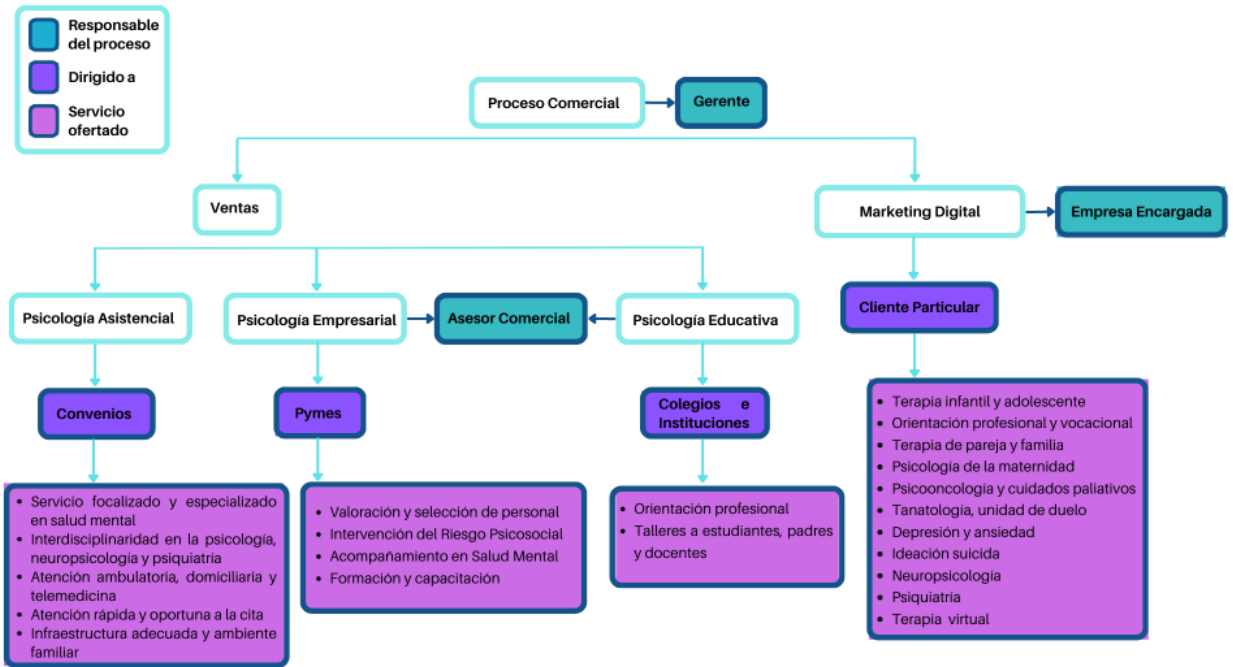 Responsable
del proceso
Dirigido a
Servicio
ofertado
Proceso Comercial
Gerente
Ventas
Marketing Digital
Empresa Encargada
Psicología Asistencial
Psicología Empresarial
Asesor Comercial
Psicología Educativa
Cliente Particular
Convenios
Pymes
Colegios e
Instituciones
• Servicio focalizado y especializado
en salud mental
• Interdisciplinaridad en la psicología,
neuropsicología y psiquiatría
• Atención ambulatoria, domiciliaria y
telemedicina
• Atención rápida y oportuna a la cita
• Infraestructura adecuada y ambiente
familiar
• Valoración y selección de personal
• Intervención del Riesgo Psicosocial
• Acompañamiento en Salud Mental
• Formación y capacitación
• Orientación profesional
• Talleres a estudiantes, padres
y docentes
• Terapia infantil y adolescente
• Orientación profesional y vocacional
• Terapia de pareja y familia
• Psicología de la maternidad
• Psicooncología y cuidados paliativos
• Tanatología, unidad de duelo
• Depresión y ansiedad
• Ideación suicida
• Neuropsicología
• Psiquiatría
• Terapia virtual